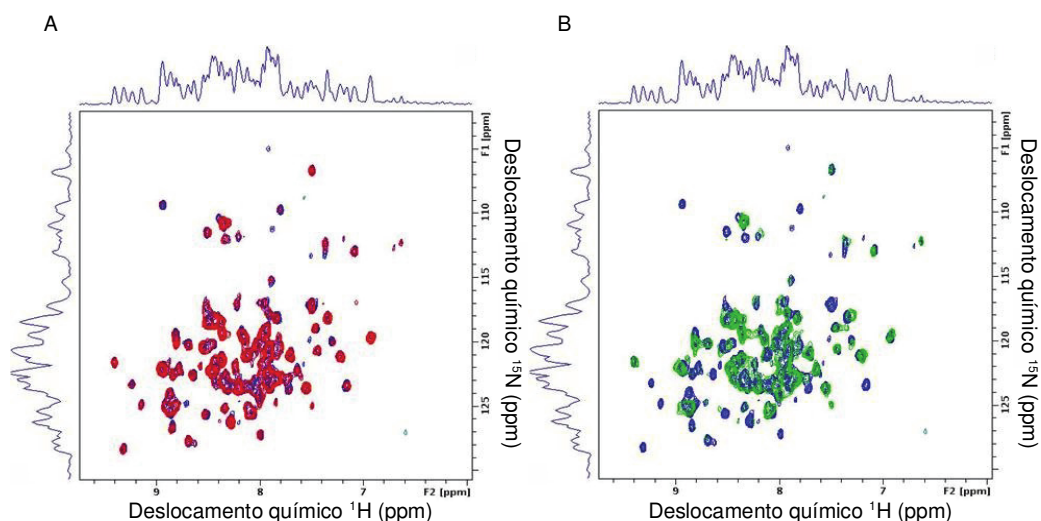 A
F1 [ppm]
110
115
120
125
Deslocamento químico ¹⁵N (ppm)
9
8
7
F2 [ppm]
Deslocamento químico ¹H (ppm)
B
F1 [ppm]
110
115
120
125
Deslocamento químico ¹⁵N (ppm)
9
8
7
F2 [ppm]
Deslocamento químico ¹H (ppm)